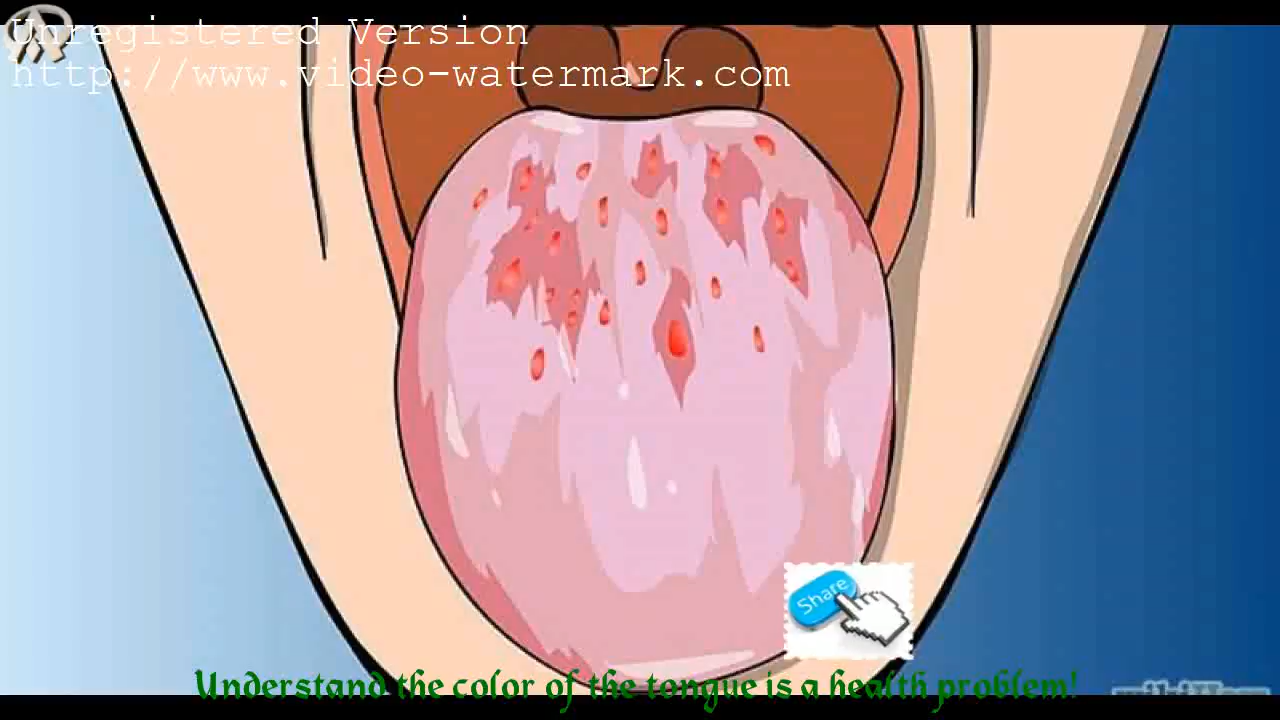 Unregistered Version
http://www.video-watermark.com
Share
Understand the color of the tongue is a health problem!